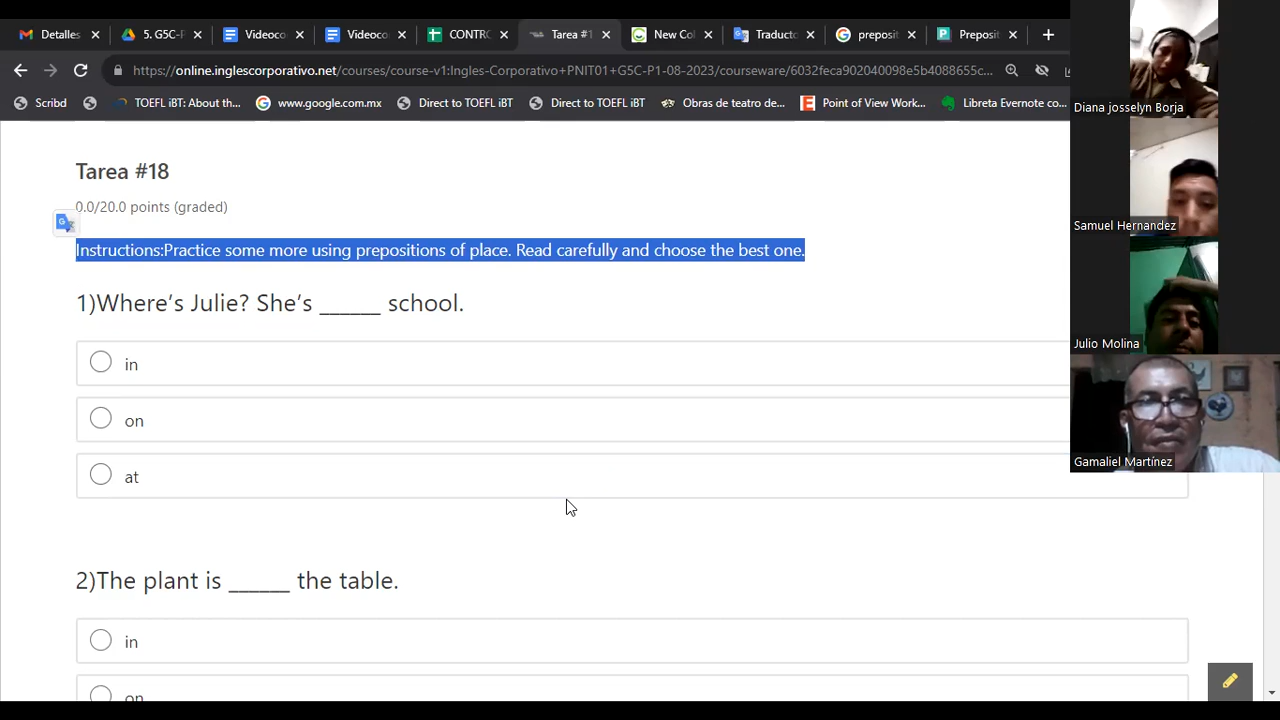 Detalles
5. G5C-P
Videoco
Videoco
CONTRO
Tarea #1
New Col
Traducto
preposit
Preposit
https://online.inglescorporativo.net/courses/course-v1:Ingles-Corporativo+PNIT01+G5C-P1-08-2023/courseware/6032feca902040098e5b4088655c...
Scribd
TOEFL iBT: About th...
www.google.com.mx
Direct to TOEFL iBT
Direct to TOEFL iBT
Obras de teatro de...
Point of View Work...
Libreta Evernote co...
Tarea #18
0.0/20.0 points (graded)
Instructions:Practice some more using prepositions of place. Read carefully and choose the best one.
1)Where’s Julie? She’s ______ school.
in
on
at
2)The plant is ______ the table.
in
on
Diana josselyn Borja
Samuel Hernandez
Julio Molina
Gamaliel Martínez